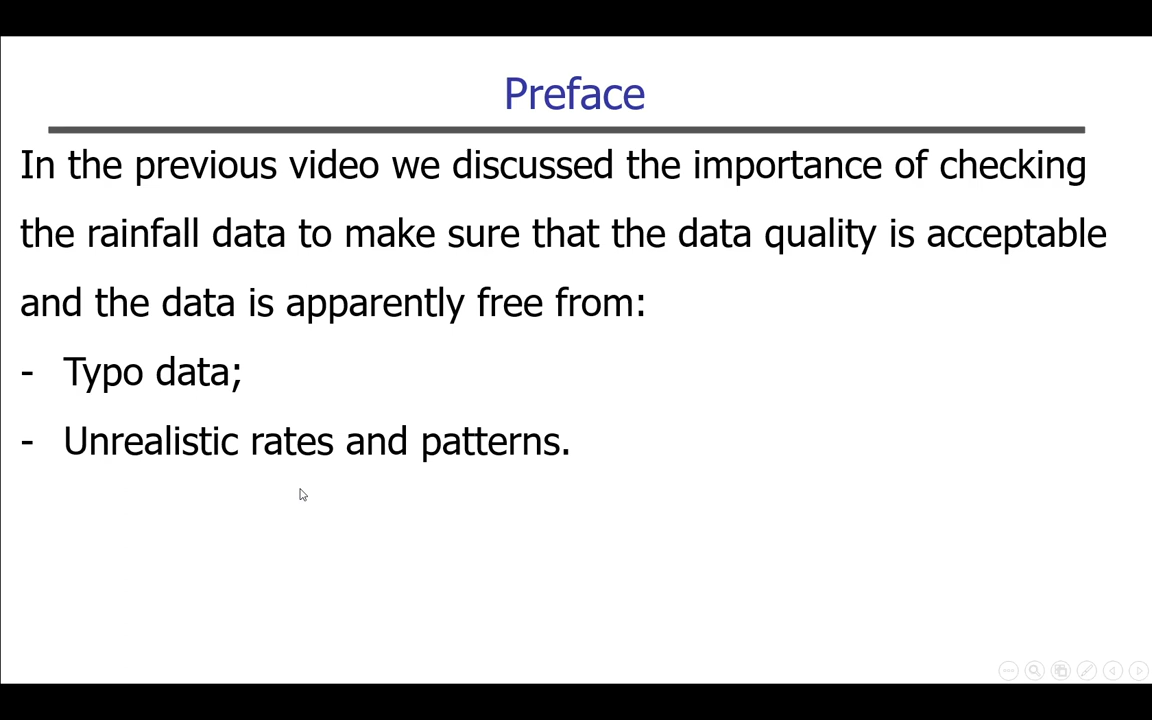 Preface
In the previous video we discussed the importance of checking
the rainfall data to make sure that the data quality is acceptable
and the data is apparently free from:
- Typo data;
- Unrealistic rates and patterns.